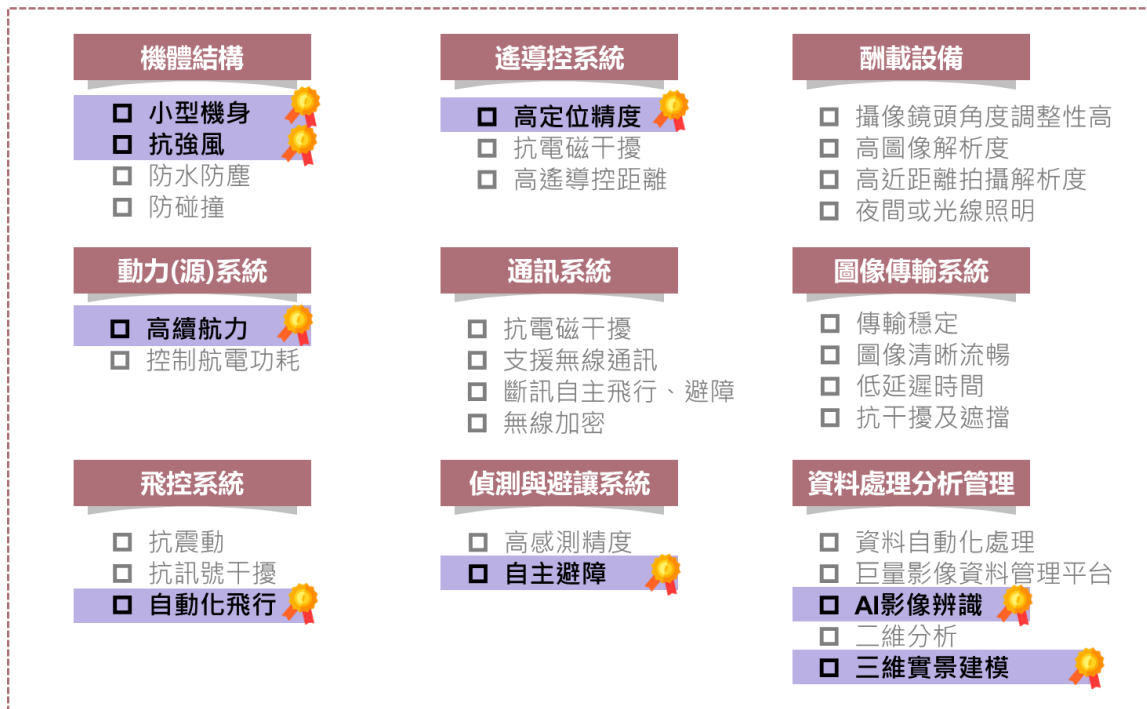 機體結構
小型機身
抗強風
防水防塵
防碰撞
遙導控系統
高定位精度
抗電磁干擾
高遙導控距離
酬載設備
攝像鏡頭角度調整性高
高圖像解析度
高近距離拍攝解析度
夜間或光線照明
動力(源)系統
高續航力
控制航電功耗
通訊系統
抗電磁干擾
支援無線通訊
斷訊自主飛行、避障
無線加密
圖像傳輸系統
傳輸穩定
圖像清晰流暢
低延遲時間
抗干擾及遮擋
飛控系統
抗震動
抗訊號干擾
自動化飛行
偵測與避讓系統
高感測精度
自主避障
資料處理分析管理
資料自動化處理
巨量影像資料管理平台
AI影像辨識
二維分析
三維實景建模